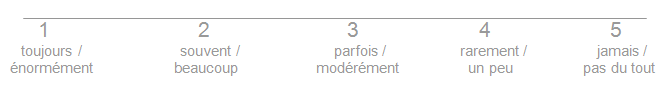 1 2 3 4 5
toujours / souvent / parfois / rarement / jamais /
énormément beaucoup modérément un peu pas du tout